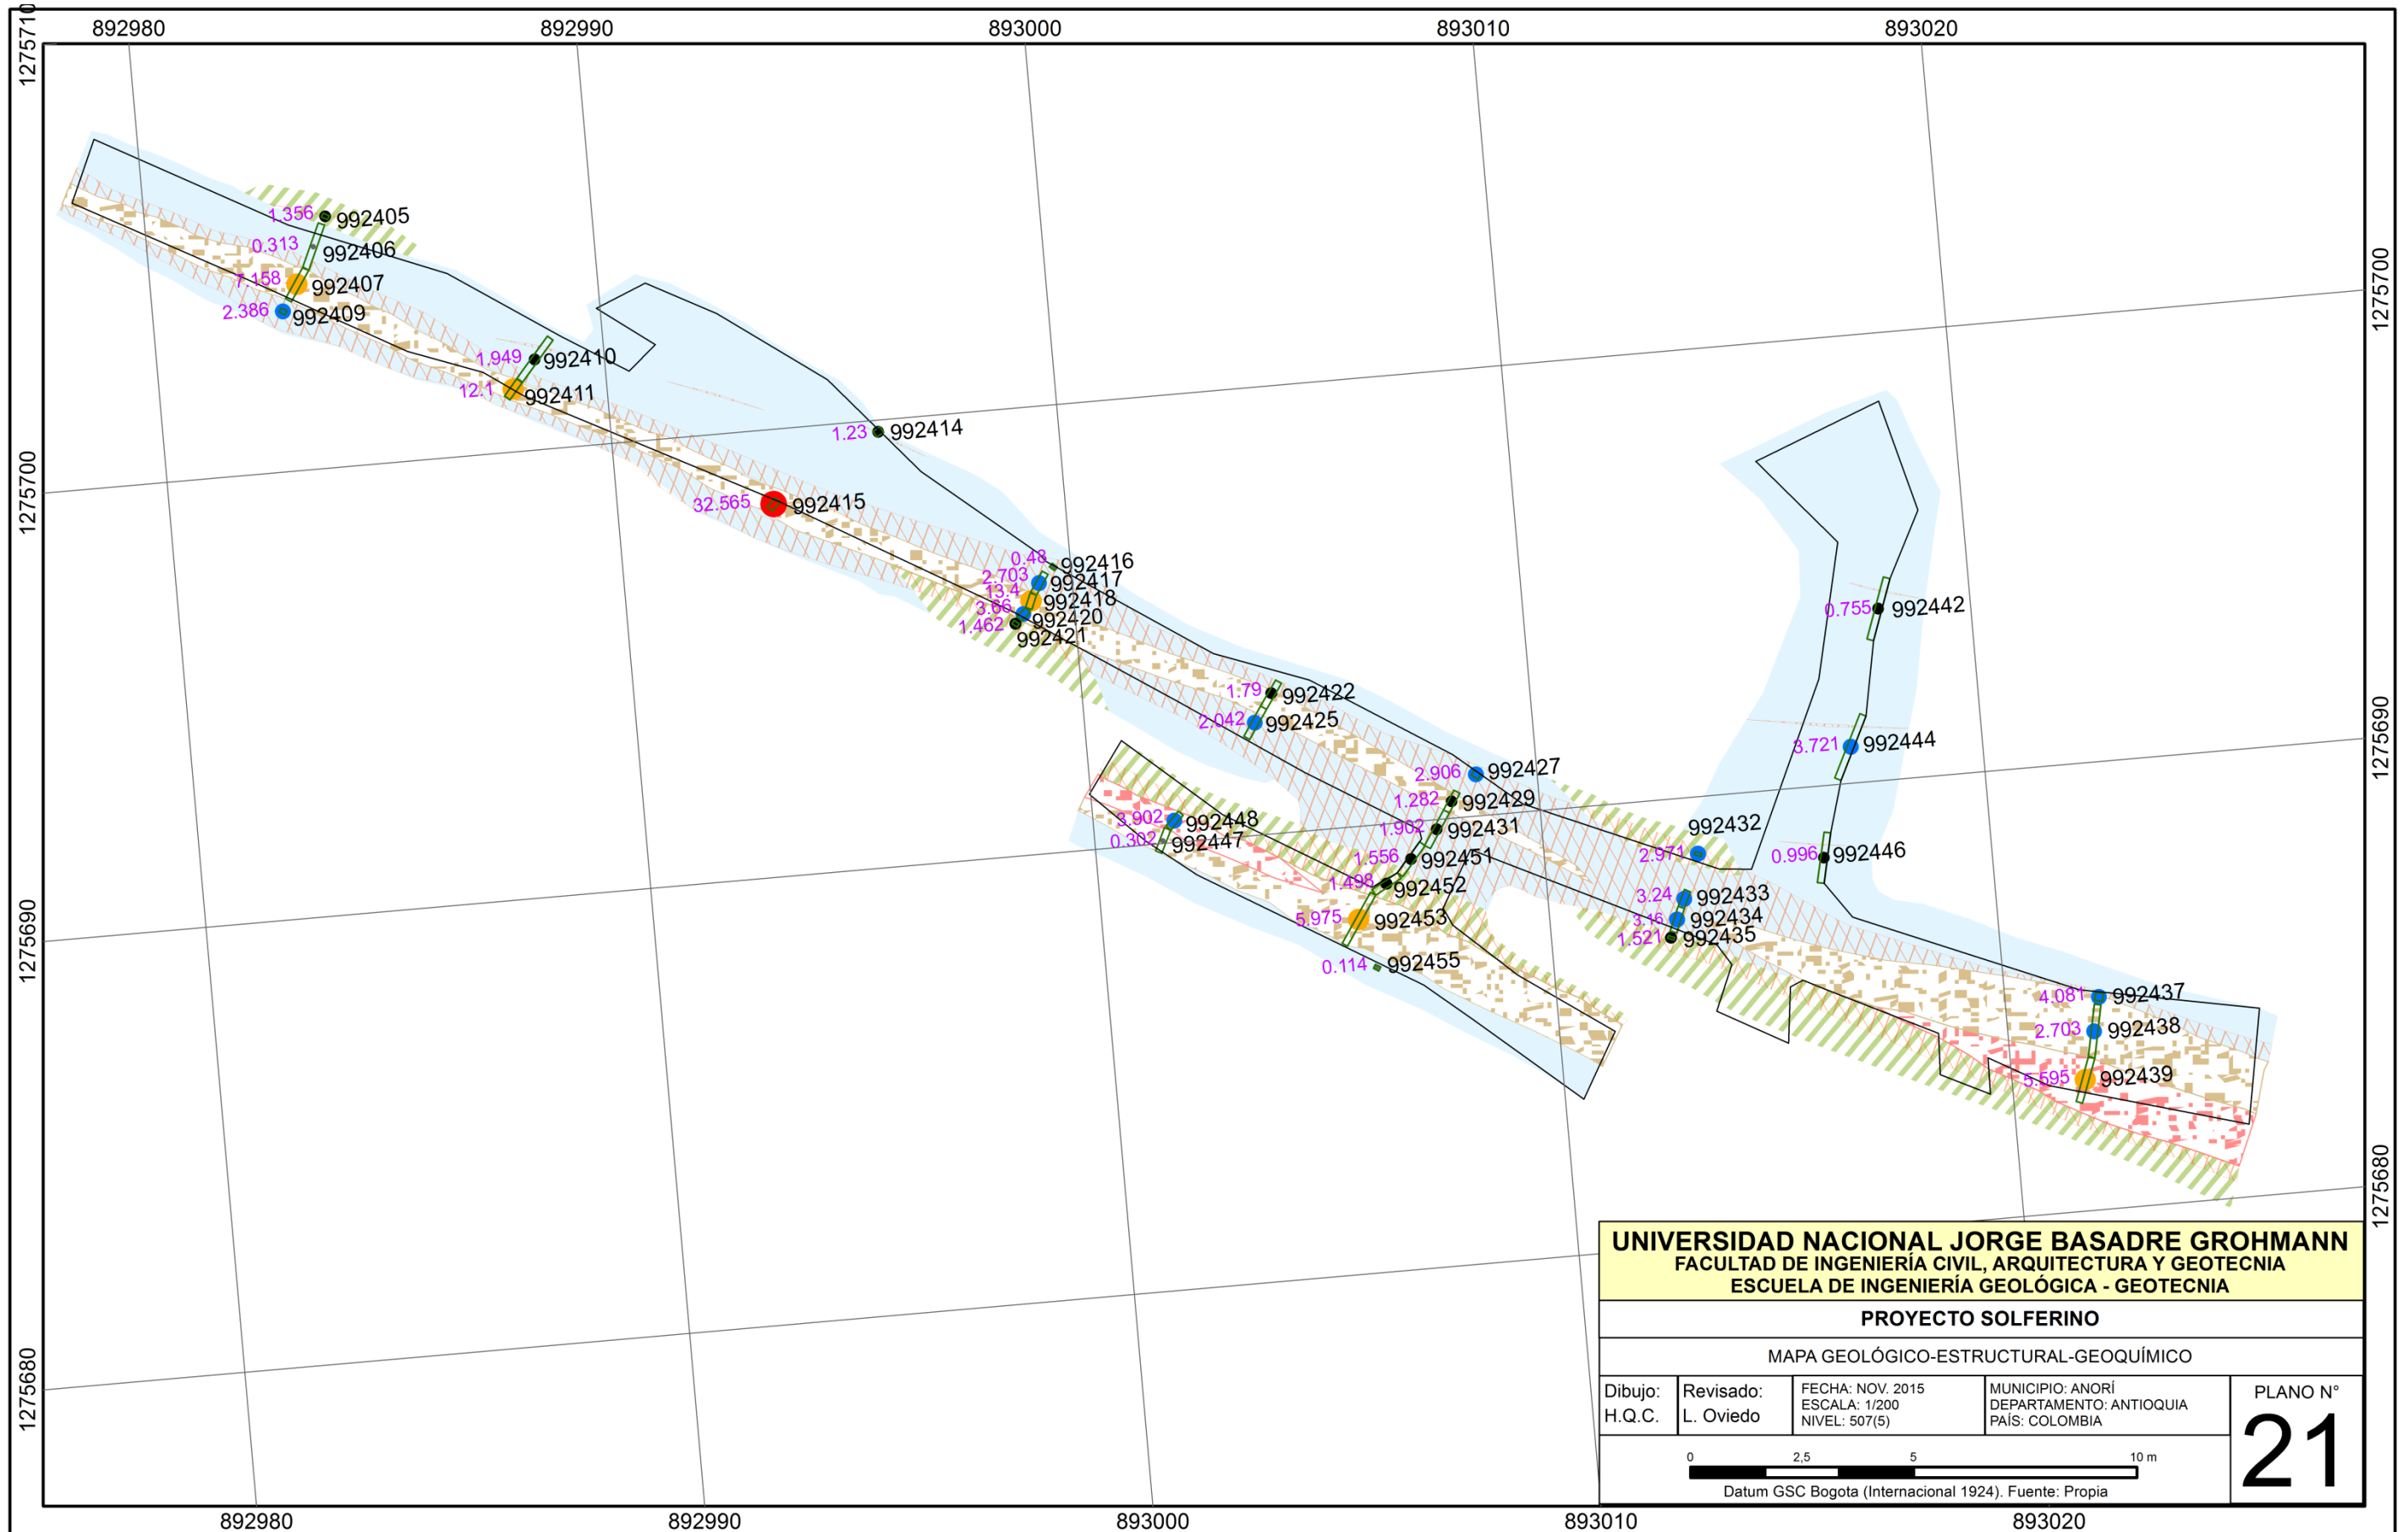 892980 892990 893000 893010 893020
1275710
1275700
1275700
1275690
1275690
1275680
1275680
1.356 992405
0.313 992406
7.158 992407
2.386 992409
1.949 992410
12.1 992411
1.23 992414
32.565 992415
0.48 992416
2.703 992417
13.4 992418
3.66 992420
1.462 992421
1.79 992422
2.042 992425
2.906 992427
1.282 992429
1.902 992431
1.556 992451
1.498 992452
5.975 992453
0.114 992455
3.902 992448
0.302 992447
992432
2.971
3.24 992433
3.16 992434
1.521 992435
0.755 992442
3.721 992444
0.996 992446
4.081 992437
2.703 992438
5.595 992439
UNIVERSIDAD NACIONAL JORGE BASADRE GROHMANN
FACULTAD DE INGENIERÍA CIVIL, ARQUITECTURA Y GEOTECNIA
ESCUELA DE INGENIERÍA GEOLÓGICA - GEOTECNIA
PROYECTO SOLFERINO
MAPA GEOLÓGICO-ESTRUCTURAL-GEOQUÍMICO
Dibujo:
H.Q.C.
Revisado:
L. Oviedo
FECHA: NOV. 2015
ESCALA: 1/200
NIVEL: 507(5)
MUNICIPIO: ANORÍ
DEPARTAMENTO: ANTIOQUIA
PAÍS: COLOMBIA
PLANO N°
21
0 2,5 5 10 m
Datum GSC Bogota (Internacional 1924). Fuente: Propia
892980 892990 893000 893010 893020